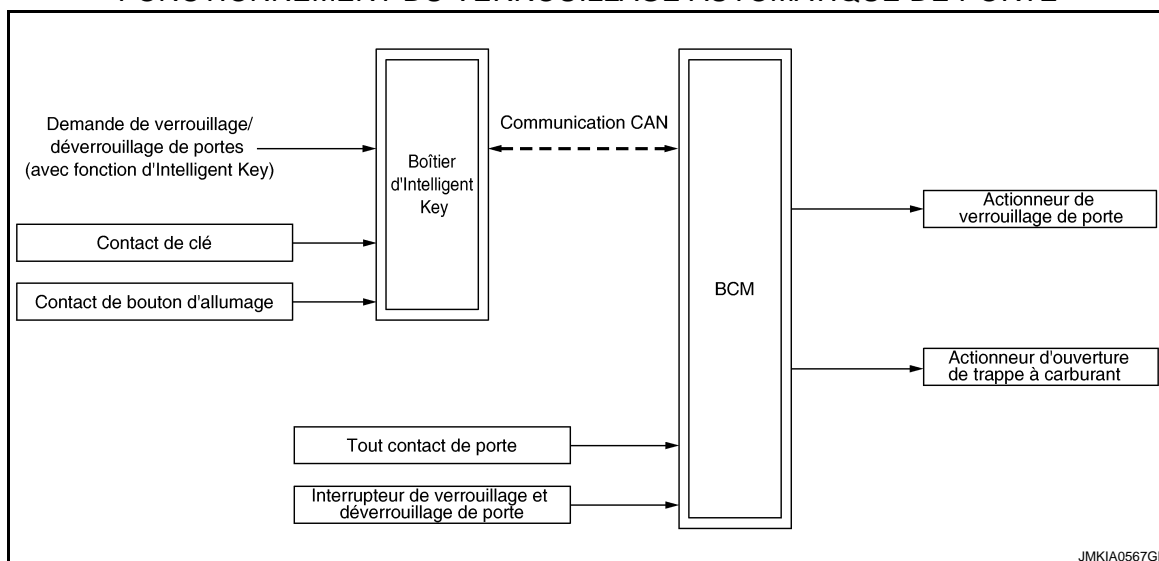 Demande de verrouillage/
déverrouillage de portes
(avec fonction d'Intelligent Key)
Contact de clé
Contact de bouton d'allumage
Boîtier
d'Intelligent
Key
Communication CAN
BCM
Actionneur de
verrouillage de porte
Actionneur d'ouverture
de trappe à carburant
Tout contact de porte
Interrupteur de verrouillage et
déverrouillage de porte